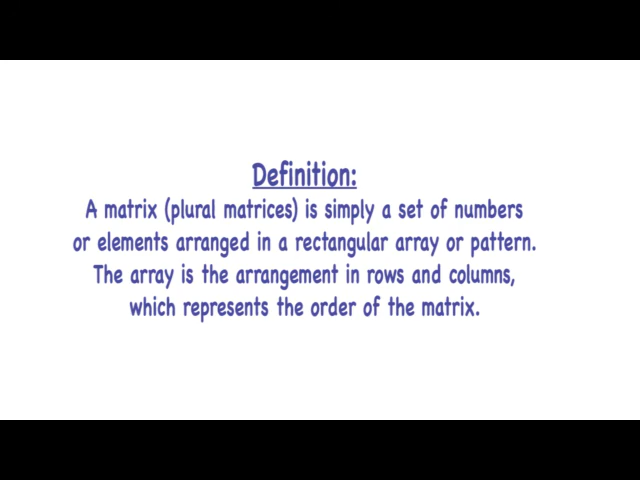 Definition:
A matrix (plural matrices) is simply a set of numbers
or elements arranged in a rectangular array or pattern.
The array is the arrangement in rows and columns,
which represents the order of the matrix.